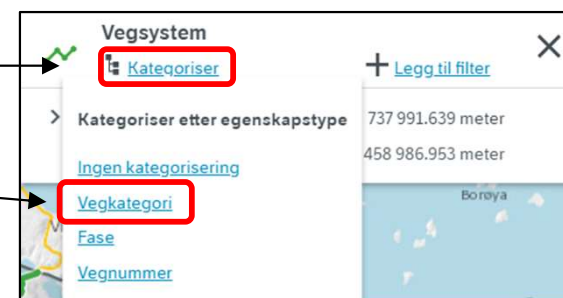 Vegsystem
Kategoriser
Legg til filter
Kategoriser etter egenskapstype
737 991.639 meter
458 986.953 meter
Ingen kategorisering
Vegkategori
Borøya
Fase
Vegnummer